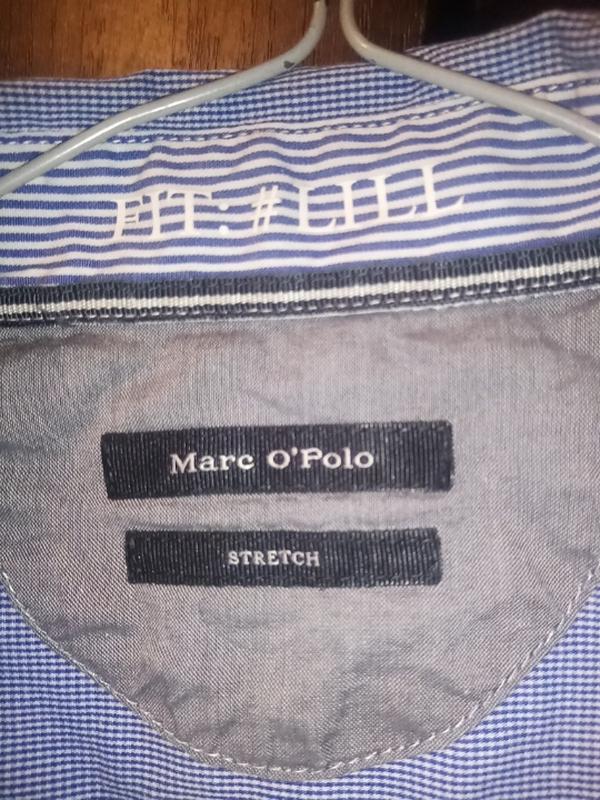 FIT: #LILL
Marc O'Polo
STRETCH